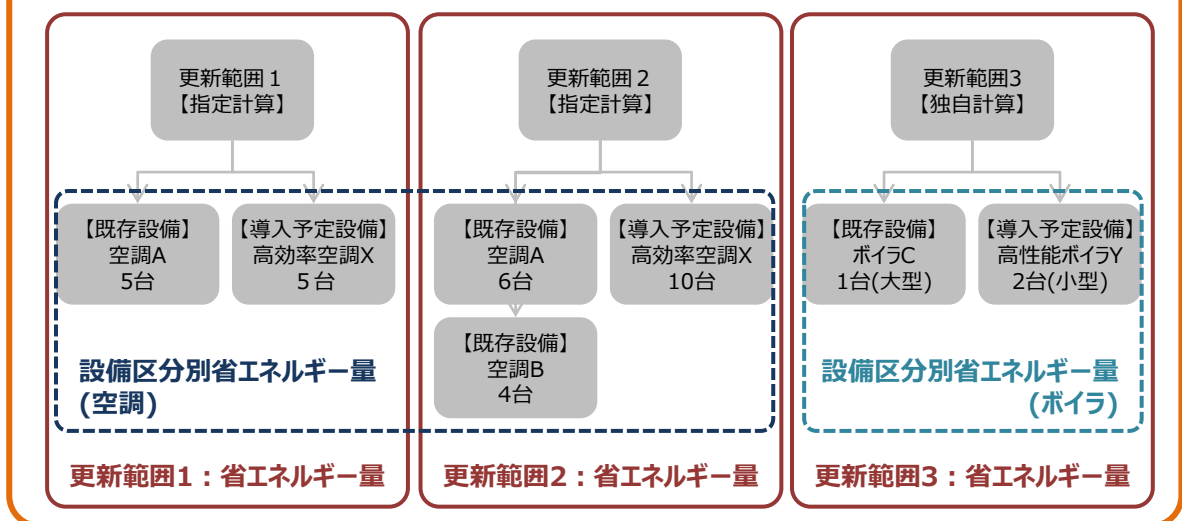 更新範囲１
【指定計算】
更新範囲２
【指定計算】
更新範囲3
【独自計算】
【既存設備】
空調A
5台
【導入予定設備】
高効率空調X
５台
【既存設備】
空調A
6台
【導入予定設備】
高効率空調X
10台
【既存設備】
ボイラC
1台(大型)
【導入予定設備】
高性能ボイラY
2台(小型)
【既存設備】
空調B
4台
設備区分別省エネルギー量
(空調)
設備区分別省エネルギー量
(ボイラ)
更新範囲1：省エネルギー量
更新範囲2：省エネルギー量
更新範囲3：省エネルギー量